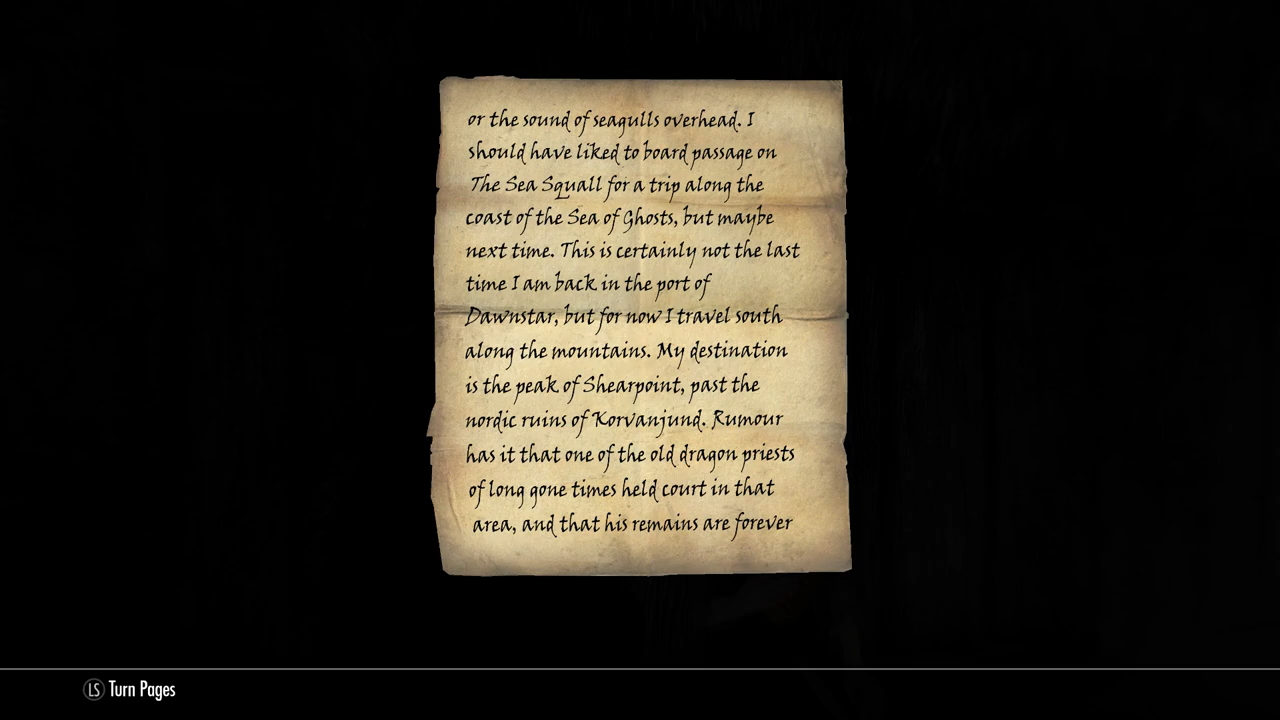 or the sound of seagulls overhead. I
should have liked to board passage on
The Sea Squall for a trip along the
coast of the Sea of Ghosts, but maybe
next time. This is certainly not the last
time I am back in the port of
Dawnstar, but for now I travel south
along the mountains. My destination
is the peak of Shearpoint, past the
nordic ruins of Korvanjund. Rumour
has it that one of the old dragon priests
of long gone times held court in that
area, and that his remains are forever
LS Turn Pages